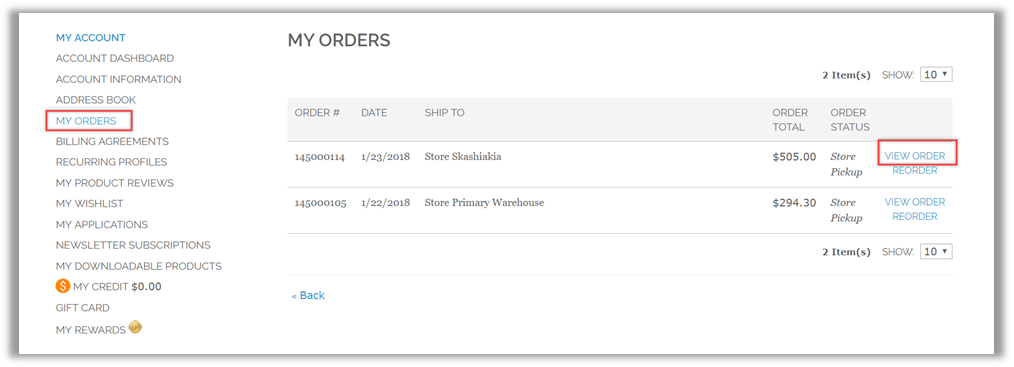 MY ACCOUNT
ACCOUNT DASHBOARD
ACCOUNT INFORMATION
ADDRESS BOOK
MY ORDERS
BILLING AGREEMENTS
RECURRING PROFILES
MY PRODUCT REVIEWS
MY WISHLIST
MY APPLICATIONS
NEWSLETTER SUBSCRIPTIONS
MY DOWNLOADABLE PRODUCTS
$ MY CREDIT $0.00
GIFT CARD
MY REWARDS
MY ORDERS
2 Item(s) SHOW: 10
ORDER # DATE SHIP TO ORDER ORDER
TOTAL STATUS
145000114 1/23/2018 Store Skashiakia $505.00 Store VIEW ORDER
Pickup REORDER
145000105 1/22/2018 Store Primary Warehouse $294.30 Store VIEW ORDER
Pickup REORDER
2 Item(s) SHOW: 10
« Back